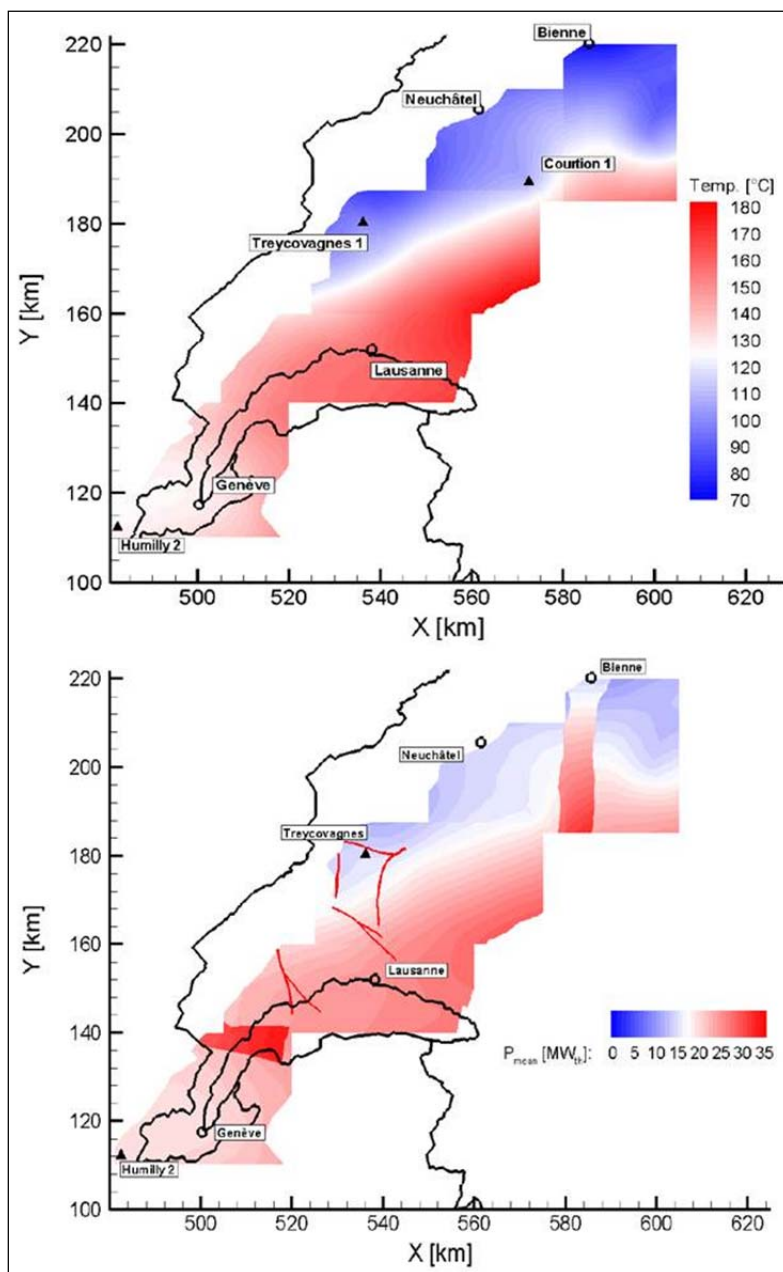 220
Bienne
Neuchâtel
200
Courtion 1
Temp. [°C]
180
180
170
Treycovagnes 1
160
160
150
Y [km]
140
Lausanne
130
140
120
110
120
Genève
100
90
80
Humilly 2
70
100
500 520 540 560 580 600 620
X [km]
220
Bienne
Neuchâtel
200
Treycovagnes
180
160
Y [km]
Lausanne
140
P mean [MW th]:
0 5 10 15 20 25 30 35
120
Genève
Humilly 2
100
500 520 540 560 580 600 620
X [km]